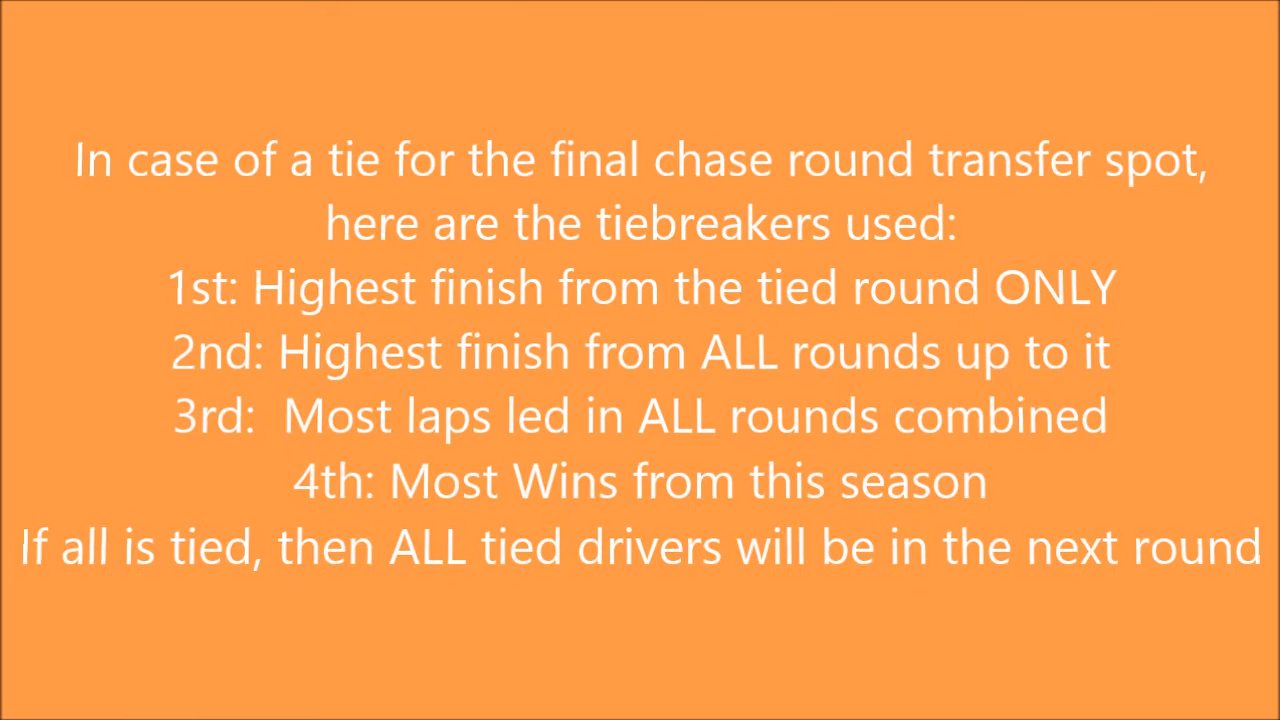 In case of a tie for the final chase round transfer spot,
here are the tiebreakers used:
1st: Highest finish from the tied round ONLY
2nd: Highest finish from ALL rounds up to it
3rd:  Most laps led in ALL rounds combined
4th: Most Wins from this season
If all is tied, then ALL tied drivers will be in the next round